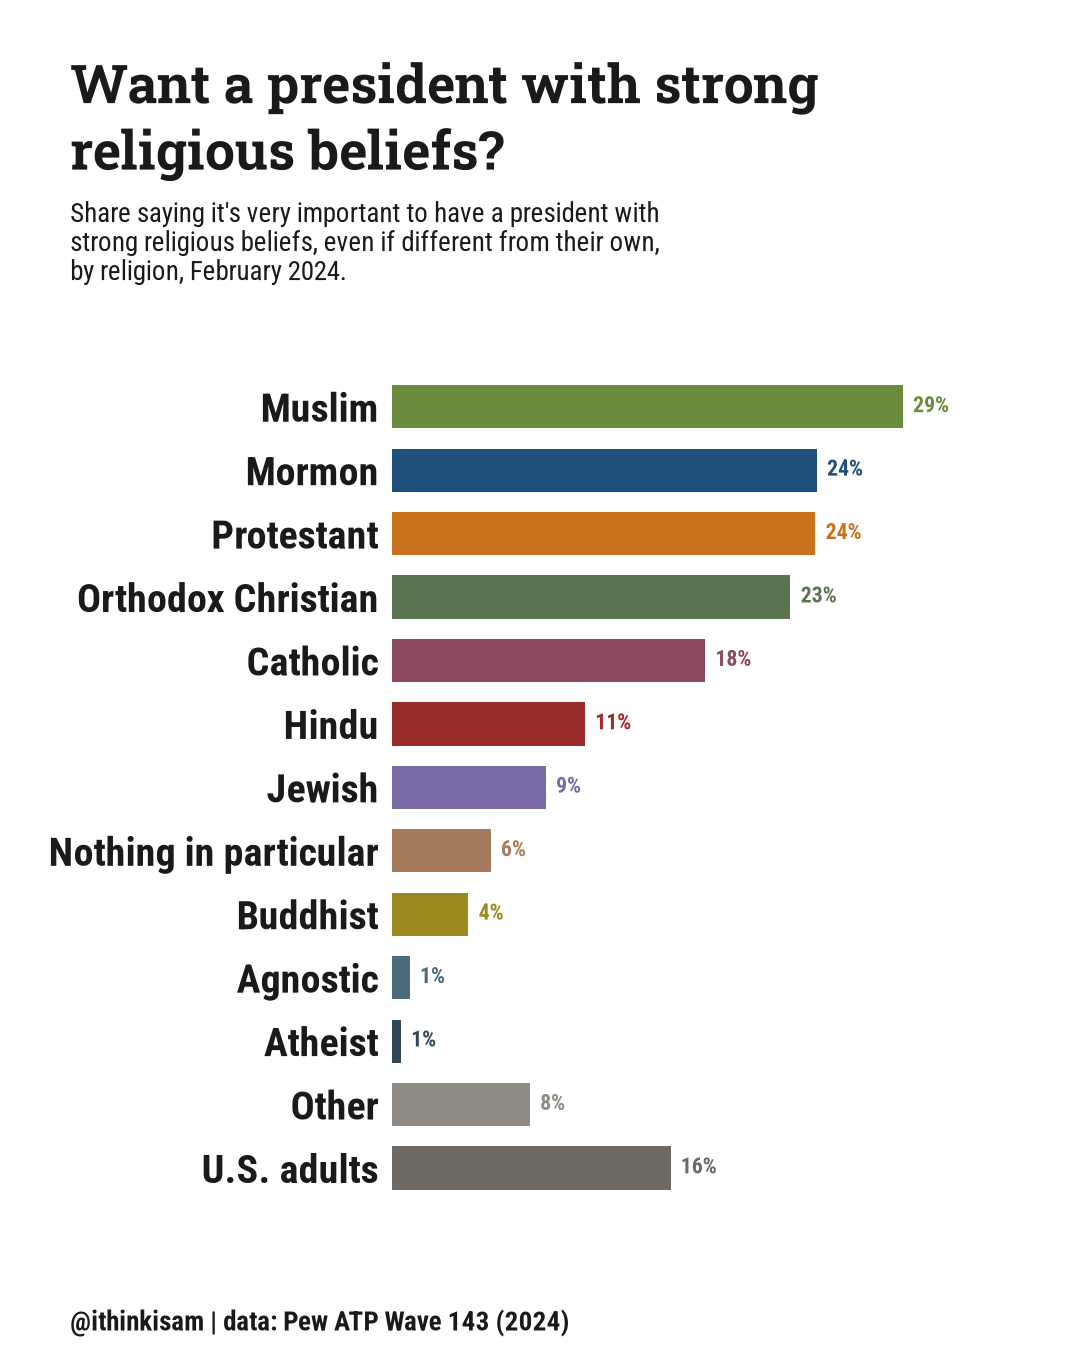 Want a president with strong
religious beliefs?
Share saying it's very important to have a president with
strong religious beliefs, even if different from their own,
by religion, February 2024.
Muslim 29%
Mormon 24%
Protestant 24%
Orthodox Christian 23%
Catholic 18%
Hindu 11%
Jewish 9%
Nothing in particular 6%
Buddhist 4%
Agnostic 1%
Atheist 1%
Other 8%
U.S. adults 16%
@ithinkisam | data: Pew ATP Wave 143 (2024)